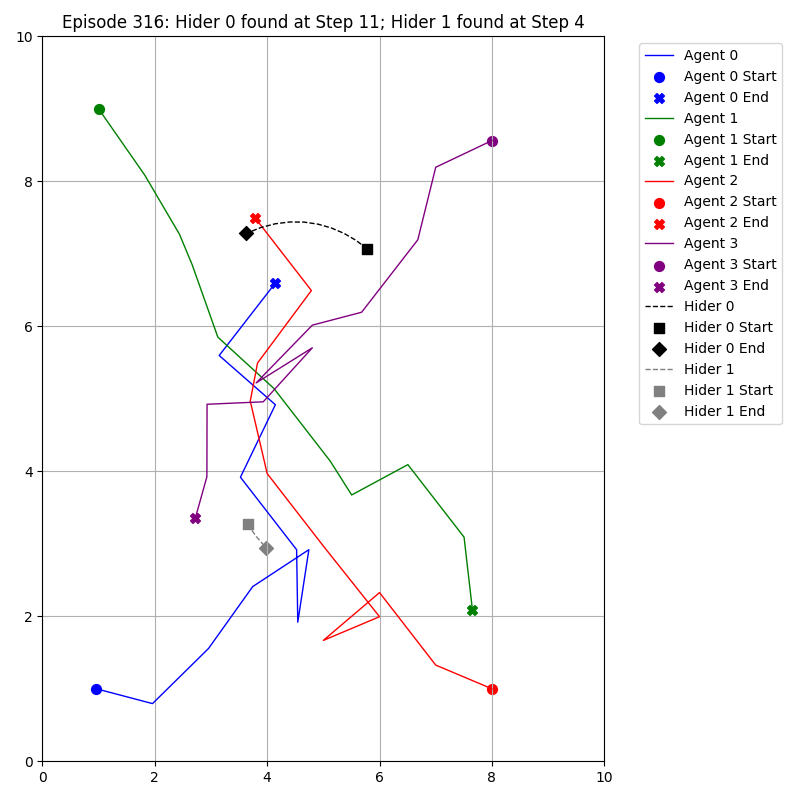 Episode 316: Hider 0 found at Step 11; Hider 1 found at Step 4
10
8
6
4
2
0
0 2 4 6 8 10
Agent 0
Agent 0 Start
Agent 0 End
Agent 1
Agent 1 Start
Agent 1 End
Agent 2
Agent 2 Start
Agent 2 End
Agent 3
Agent 3 Start
Agent 3 End
Hider 0
Hider 0 Start
Hider 0 End
Hider 1
Hider 1 Start
Hider 1 End